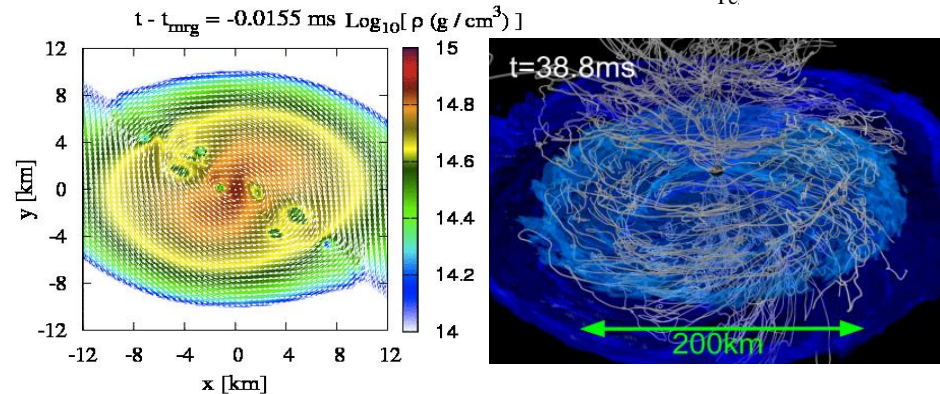 t - t_mrg = -0.0155 ms Log10[ ρ (g / cm³) ]
12
8
4
0
-4
-8
-12
y [km]
-12 -8 -4 0 4 8 12
x [km]
15
14.8
14.6
14.4
14.2
14
t=38.8ms
200km